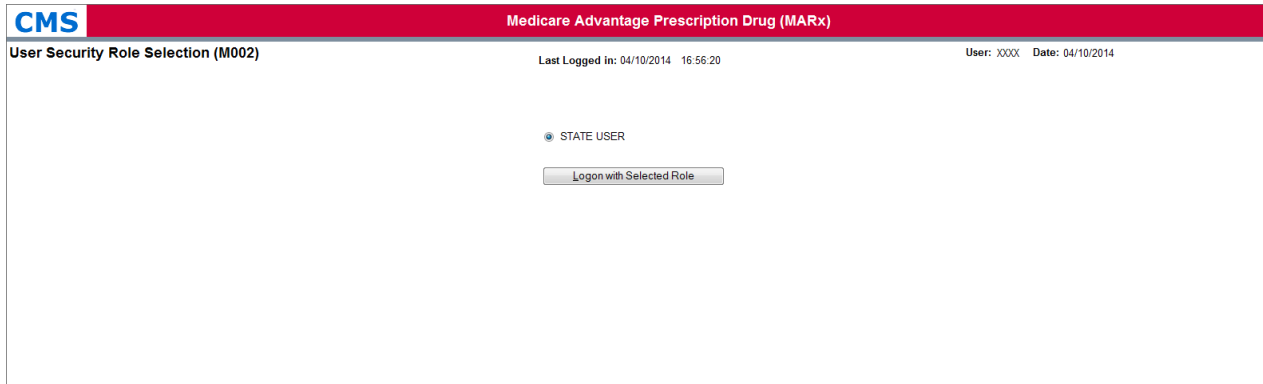 CMS
Medicare Advantage Prescription Drug (MARx)
User Security Role Selection (M002)
Last Logged in: 04/10/2014 16:56:20
User: XXXX Date: 04/10/2014
STATE USER
Logon with Selected Role